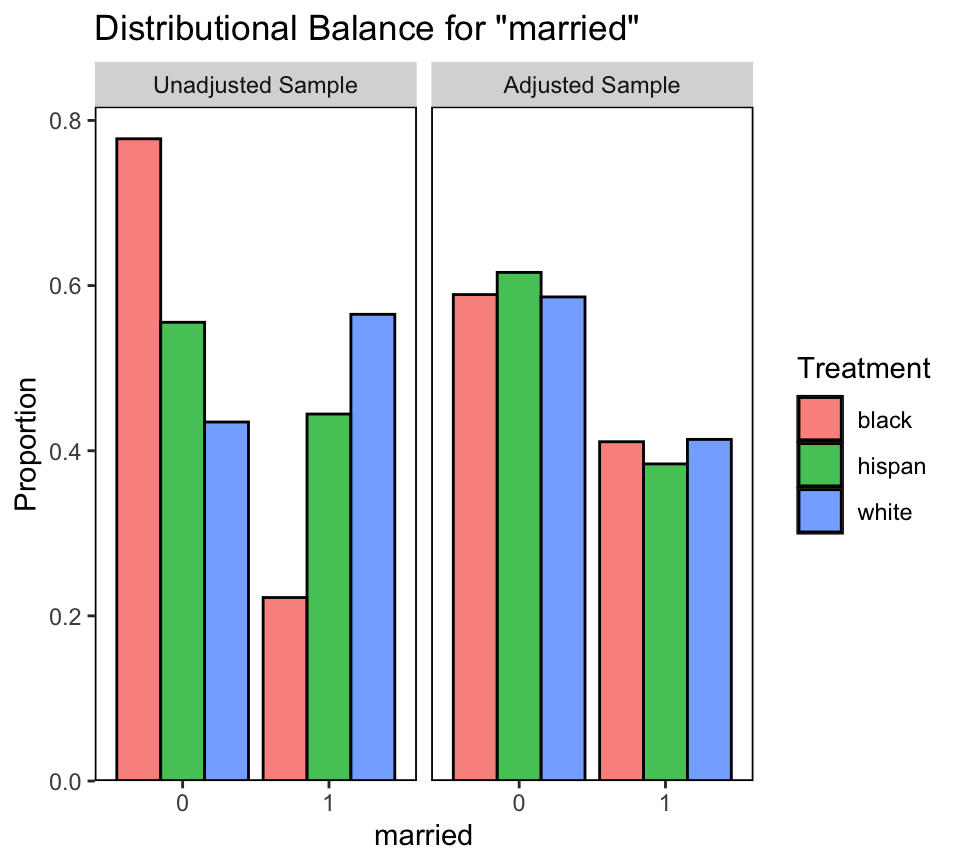 Distributional Balance for "married"
Unadjusted Sample
Adjusted Sample
0.8
0.6
0.4
0.2
0.0
Proportion
0
1
0
1
married
Treatment
black
hispan
white